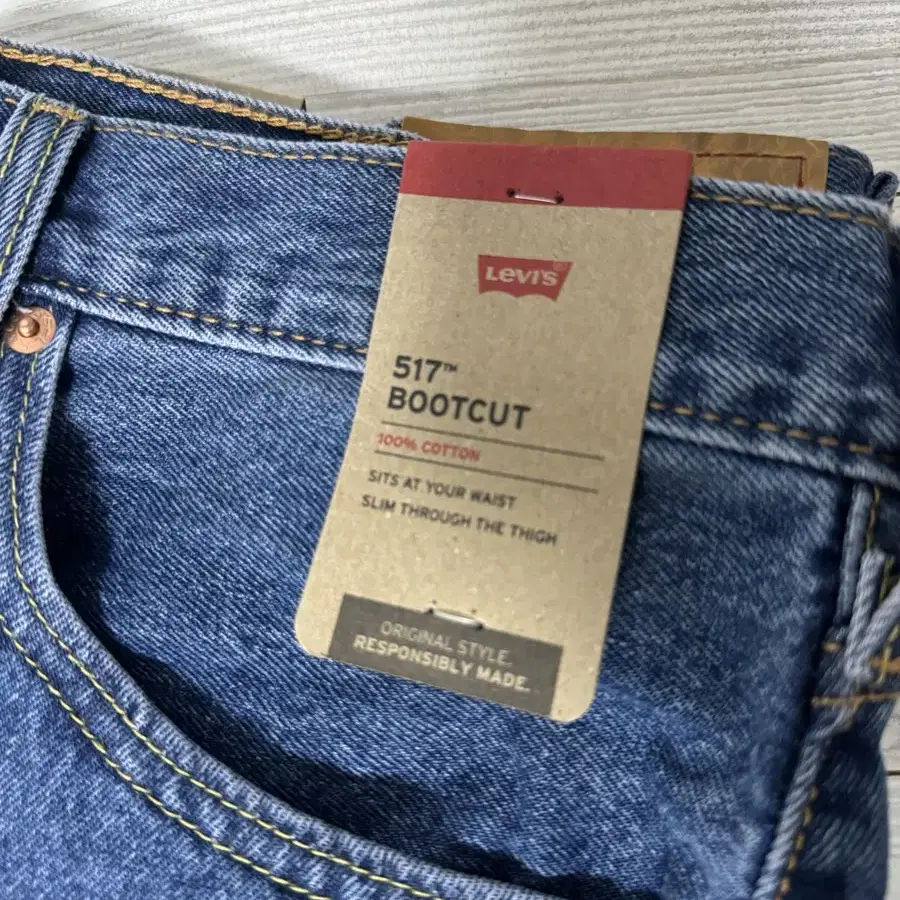 Levi's
517™
BOOTCUT
100% COTTON
SITS AT YOUR WAIST
SLIM THROUGH THE THIGH
ORIGINAL STYLE.
RESPONSIBLY MADE.